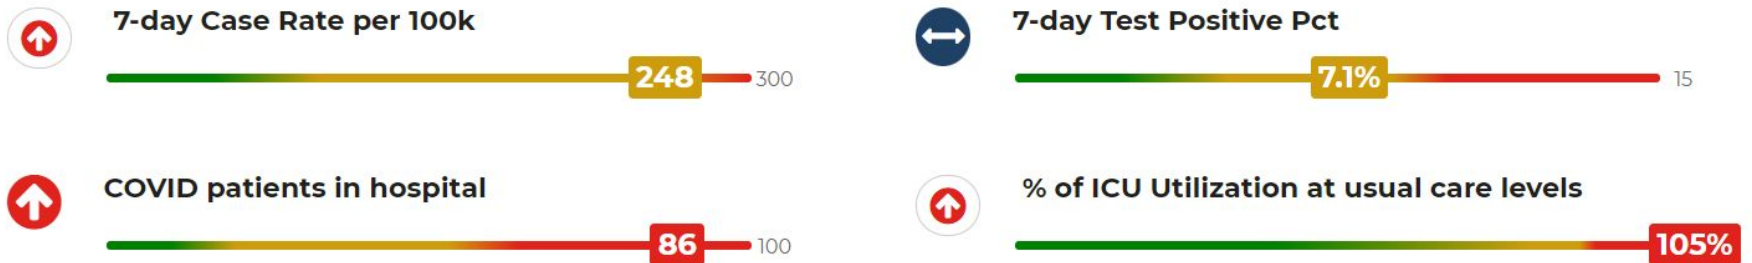 7-day Case Rate per 100k
248
300
7-day Test Positive Pct
7.1%
15
COVID patients in hospital
86
100
% of ICU Utilization at usual care levels
105%